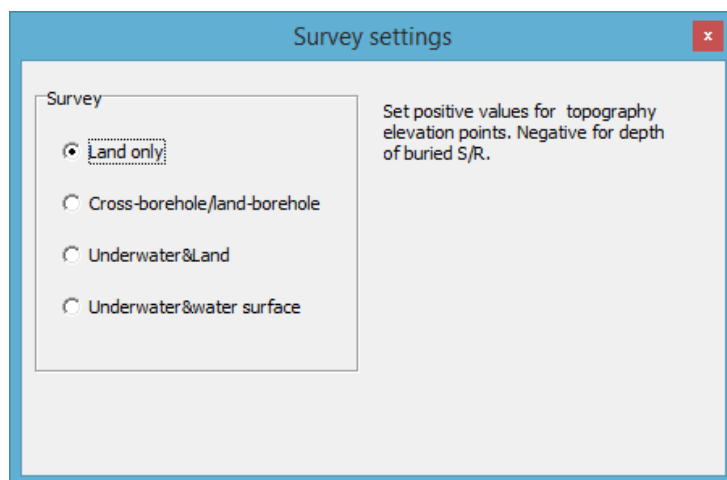 Survey settings
x
Survey
Land only
Cross-borehole/land-borehole
Underwater&Land
Underwater&water surface
Set positive values for topography
elevation points. Negative for depth
of buried S/R.